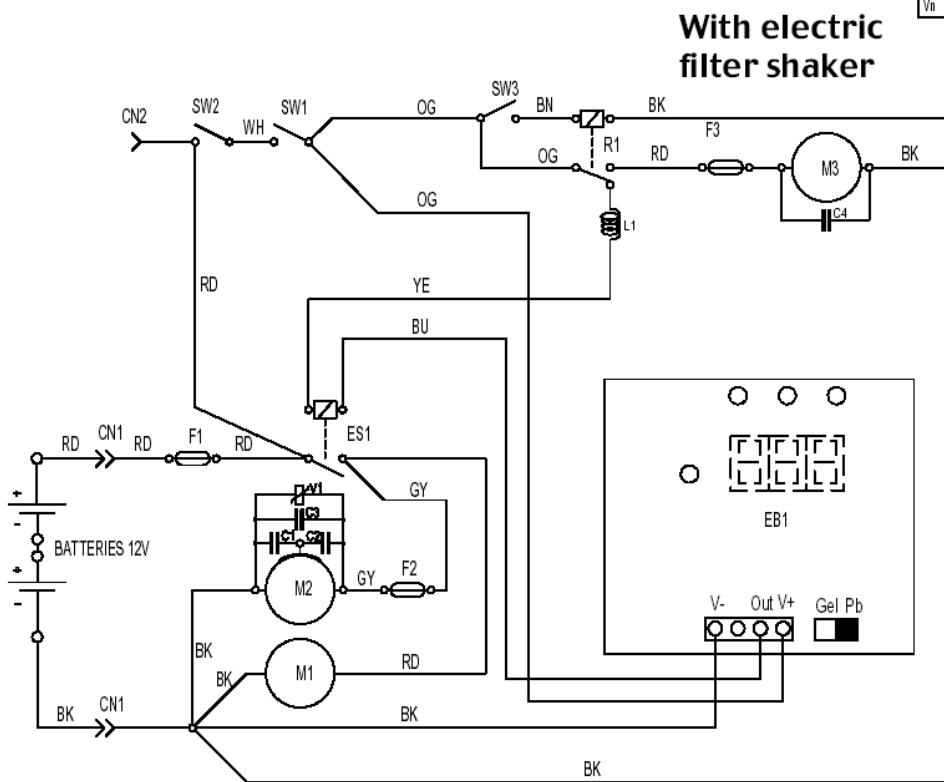 Vn
With electric
filter shaker
CN2
SW2
WH
SW1
OG
SW3
BN
BK
R1
F3
OG
RD
M3
BK
C4
OG
L1
RD
YE
BU
ES1
RD
CN1
RD
F1
RD
V1
C3
C1
C2
GY
+
-
BATTERIES 12V
+
-
M2
GY
F2
EB1
V-
Out
V+
Gel
Pb
BK
BK
M1
RD
BK
CN1
BK
BK